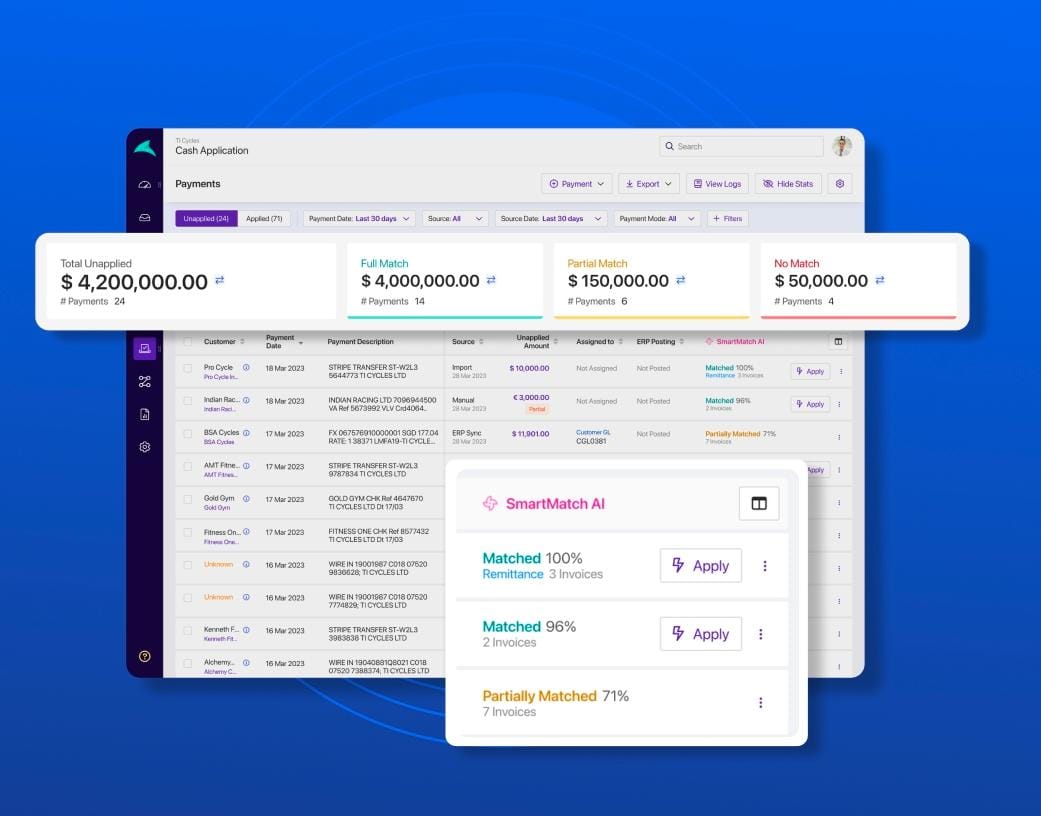 TI Cycles
Cash Application
Search
Payments
Payment
Export
View Logs
Hide Stats
Unapplied (24)
Applied (71)
Payment Date: Last 30 days
Source: All
Source Date: Last 30 days
Payment Mode: All
+ Filters
Total Unapplied
$ 4,200,000.00
# Payments 24
Full Match
$ 4,000,000.00
# Payments 14
Partial Match
$ 150,000.00
# Payments 6
No Match
$ 50,000.00
# Payments 4
Customer
Payment
Date
Payment Description
Source
Unapplied
Amount
Assigned to
ERP Posting
SmartMatch AI
Pro Cycle
Pro Cycle In...
18 Mar 2023
STRIPE TRANSFER ST-W2L3
5644773 TI CYCLES LTD
Import
28 Mar 2023
$ 10,000.00
Not Assigned
Not Posted
Matched 100%
Remittance 3 Invoices
Apply
Indian Rac...
Indian Raci...
18 Mar 2023
INDIAN RACING LTD 7096944500
VA Ref 5673992 VLV Crd4064..
Manual
28 Mar 2023
€ 3,000.00
Partial
Not Assigned
Not Posted
Matched 96%
2 Invoices
Apply
BSA Cycles
BSA Cycles
17 Mar 2023
FX 067576910000001 SGD 177.04
RATE: 1 38371 LMFA19-TI CYCLE...
ERP Sync
28 Mar 2023
$ 11,901.00
Customer GL
CGL0381
Not Posted
Partially Matched 71%
7 Invoices
AMT Fitne...
AMT Fitnes..
17 Mar 2023
STRIPE TRANSFER ST-W2L3
9787834 TI CYCLES LTD
Apply
Gold Gym
Gold Gym
17 Mar 2023
GOLD GYM CHK Ref 4647670
TI CYCLES LTD Dt 17/03
Fitness On...
Fitness One...
17 Mar 2023
FITNESS ONE CHK Ref 8577432
TI CYCLES LTD Dt 17/03
Unknown
16 Mar 2023
WIRE IN 19001987 C018 07520
9836628; TI CYCLES LTD
Unknown
16 Mar 2023
WIRE IN 19001987 C018 07520
7774829; TI CYCLES LTD
Kenneth F...
Kenneth Fit...
16 Mar 2023
STRIPE TRANSFER ST-W2L3
3983838 TI CYCLES LTD
Alchemy...
Alchemy C...
16 Mar 2023
WIRE IN 19040881Q8021 C018
07520 7388374; TI CYCLES LTD
SmartMatch AI
Matched 100%
Remittance 3 Invoices
Apply
Matched 96%
2 Invoices
Apply
Partially Matched 71%
7 Invoices